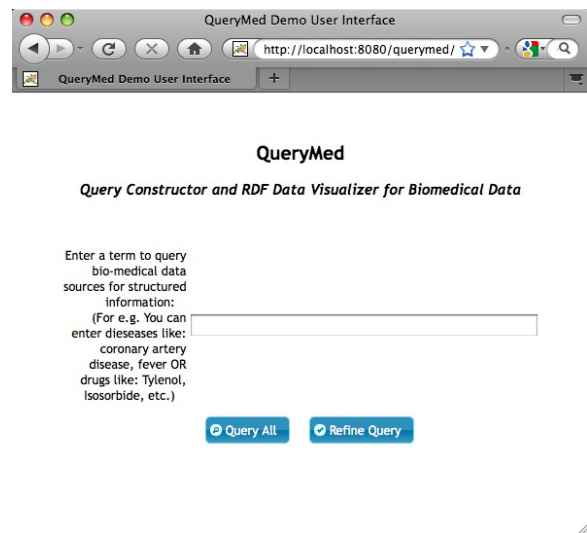 QueryMed Demo User Interface
http://localhost:8080/querymed/
QueryMed Demo User Interface
+
QueryMed
Query Constructor and RDF Data Visualizer for Biomedical Data
Enter a term to query
bio-medical data
sources for structured
information:
(For e.g. You can
enter dieseases like:
coronary artery
disease, fever OR
drugs like: Tylenol,
Isosorbide, etc.)
Query All
Refine Query